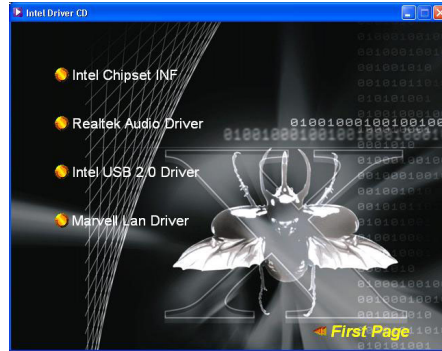 Intel Driver CD
Intel Chipset INF
Realtek Audio Driver
01001000100100100
Intel USB 2.0 Driver
Marvell Lan Driver
First Page